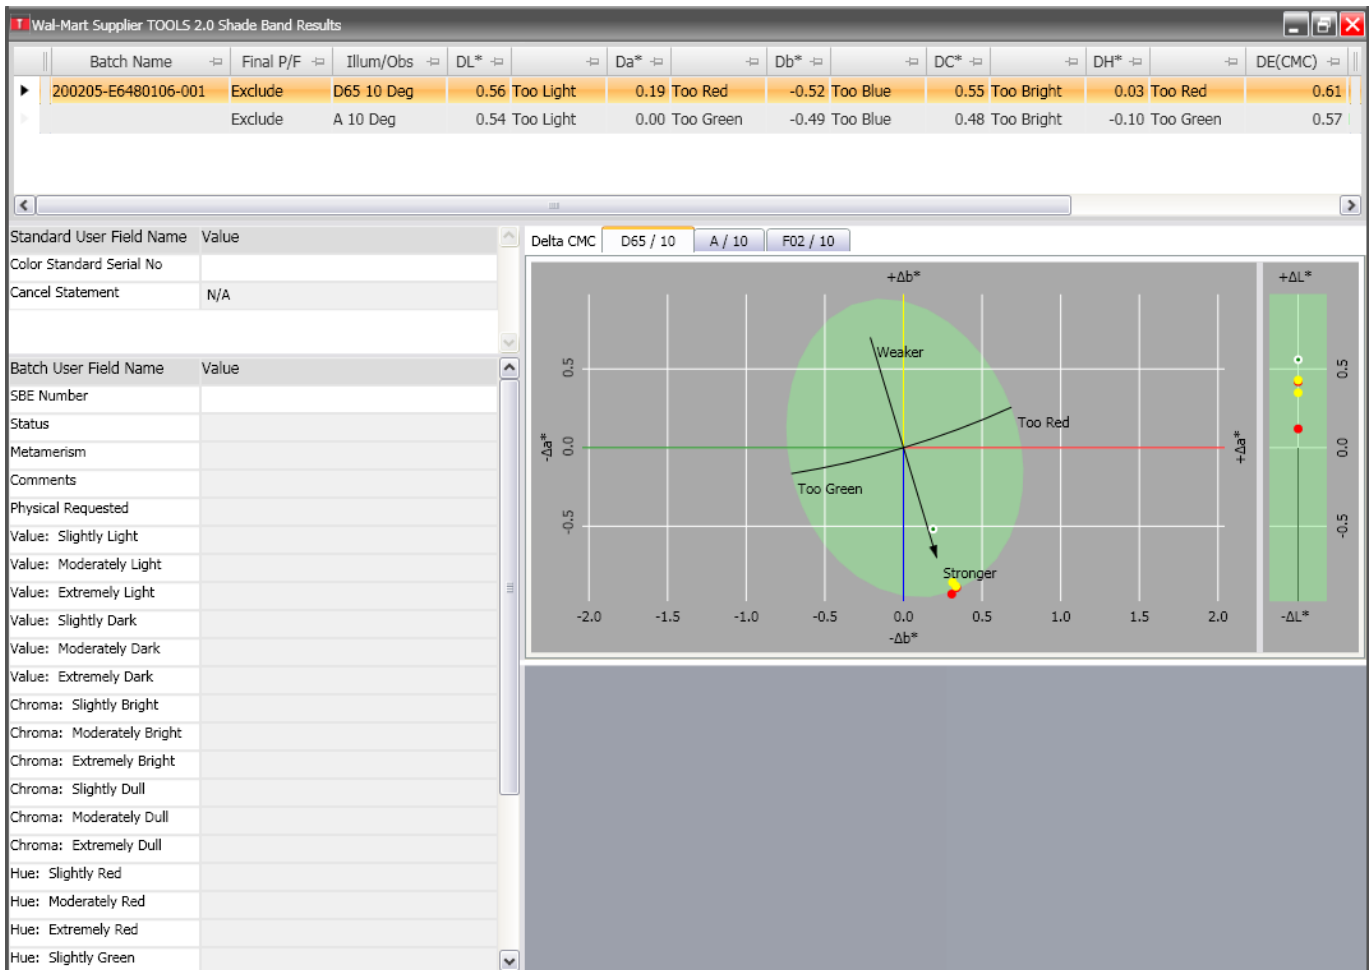 Wal-Mart Supplier TOOLS 2.0 Shade Band Results
Batch Name Final P/F Illum/Obs DL* Da* Db* DC* DH* DE(CMC)
200205-E6480106-001 Exclude D65 10 Deg 0.56 Too Light 0.19 Too Red -0.52 Too Blue 0.55 Too Bright 0.03 Too Red 0.61
Exclude A 10 Deg 0.54 Too Light 0.00 Too Green -0.49 Too Blue 0.48 Too Bright -0.10 Too Green 0.57
Standard User Field Name Value
Color Standard Serial No
Cancel Statement N/A
Batch User Field Name Value
SBE Number
Status
Metamerism
Comments
Physical Requested
Value: Slightly Light
Value: Moderately Light
Value: Extremely Light
Value: Slightly Dark
Value: Moderately Dark
Value: Extremely Dark
Chroma: Slightly Bright
Chroma: Moderately Bright
Chroma: Extremely Bright
Chroma: Slightly Dull
Chroma: Moderately Dull
Chroma: Extremely Dull
Hue: Slightly Red
Hue: Moderately Red
Hue: Extremely Red
Hue: Slightly Green
Delta CMC D65 / 10 A / 10 F02 / 10
+Δb*
Weaker
Too Red
Too Green
Stronger
0.5
0.0
-0.5
-Δa*
+Δa*
-2.0 -1.5 -1.0 -0.5 0.0 0.5 1.0 1.5 2.0
-Δb*
+ΔL*
0.5
0.0
-0.5
-ΔL*